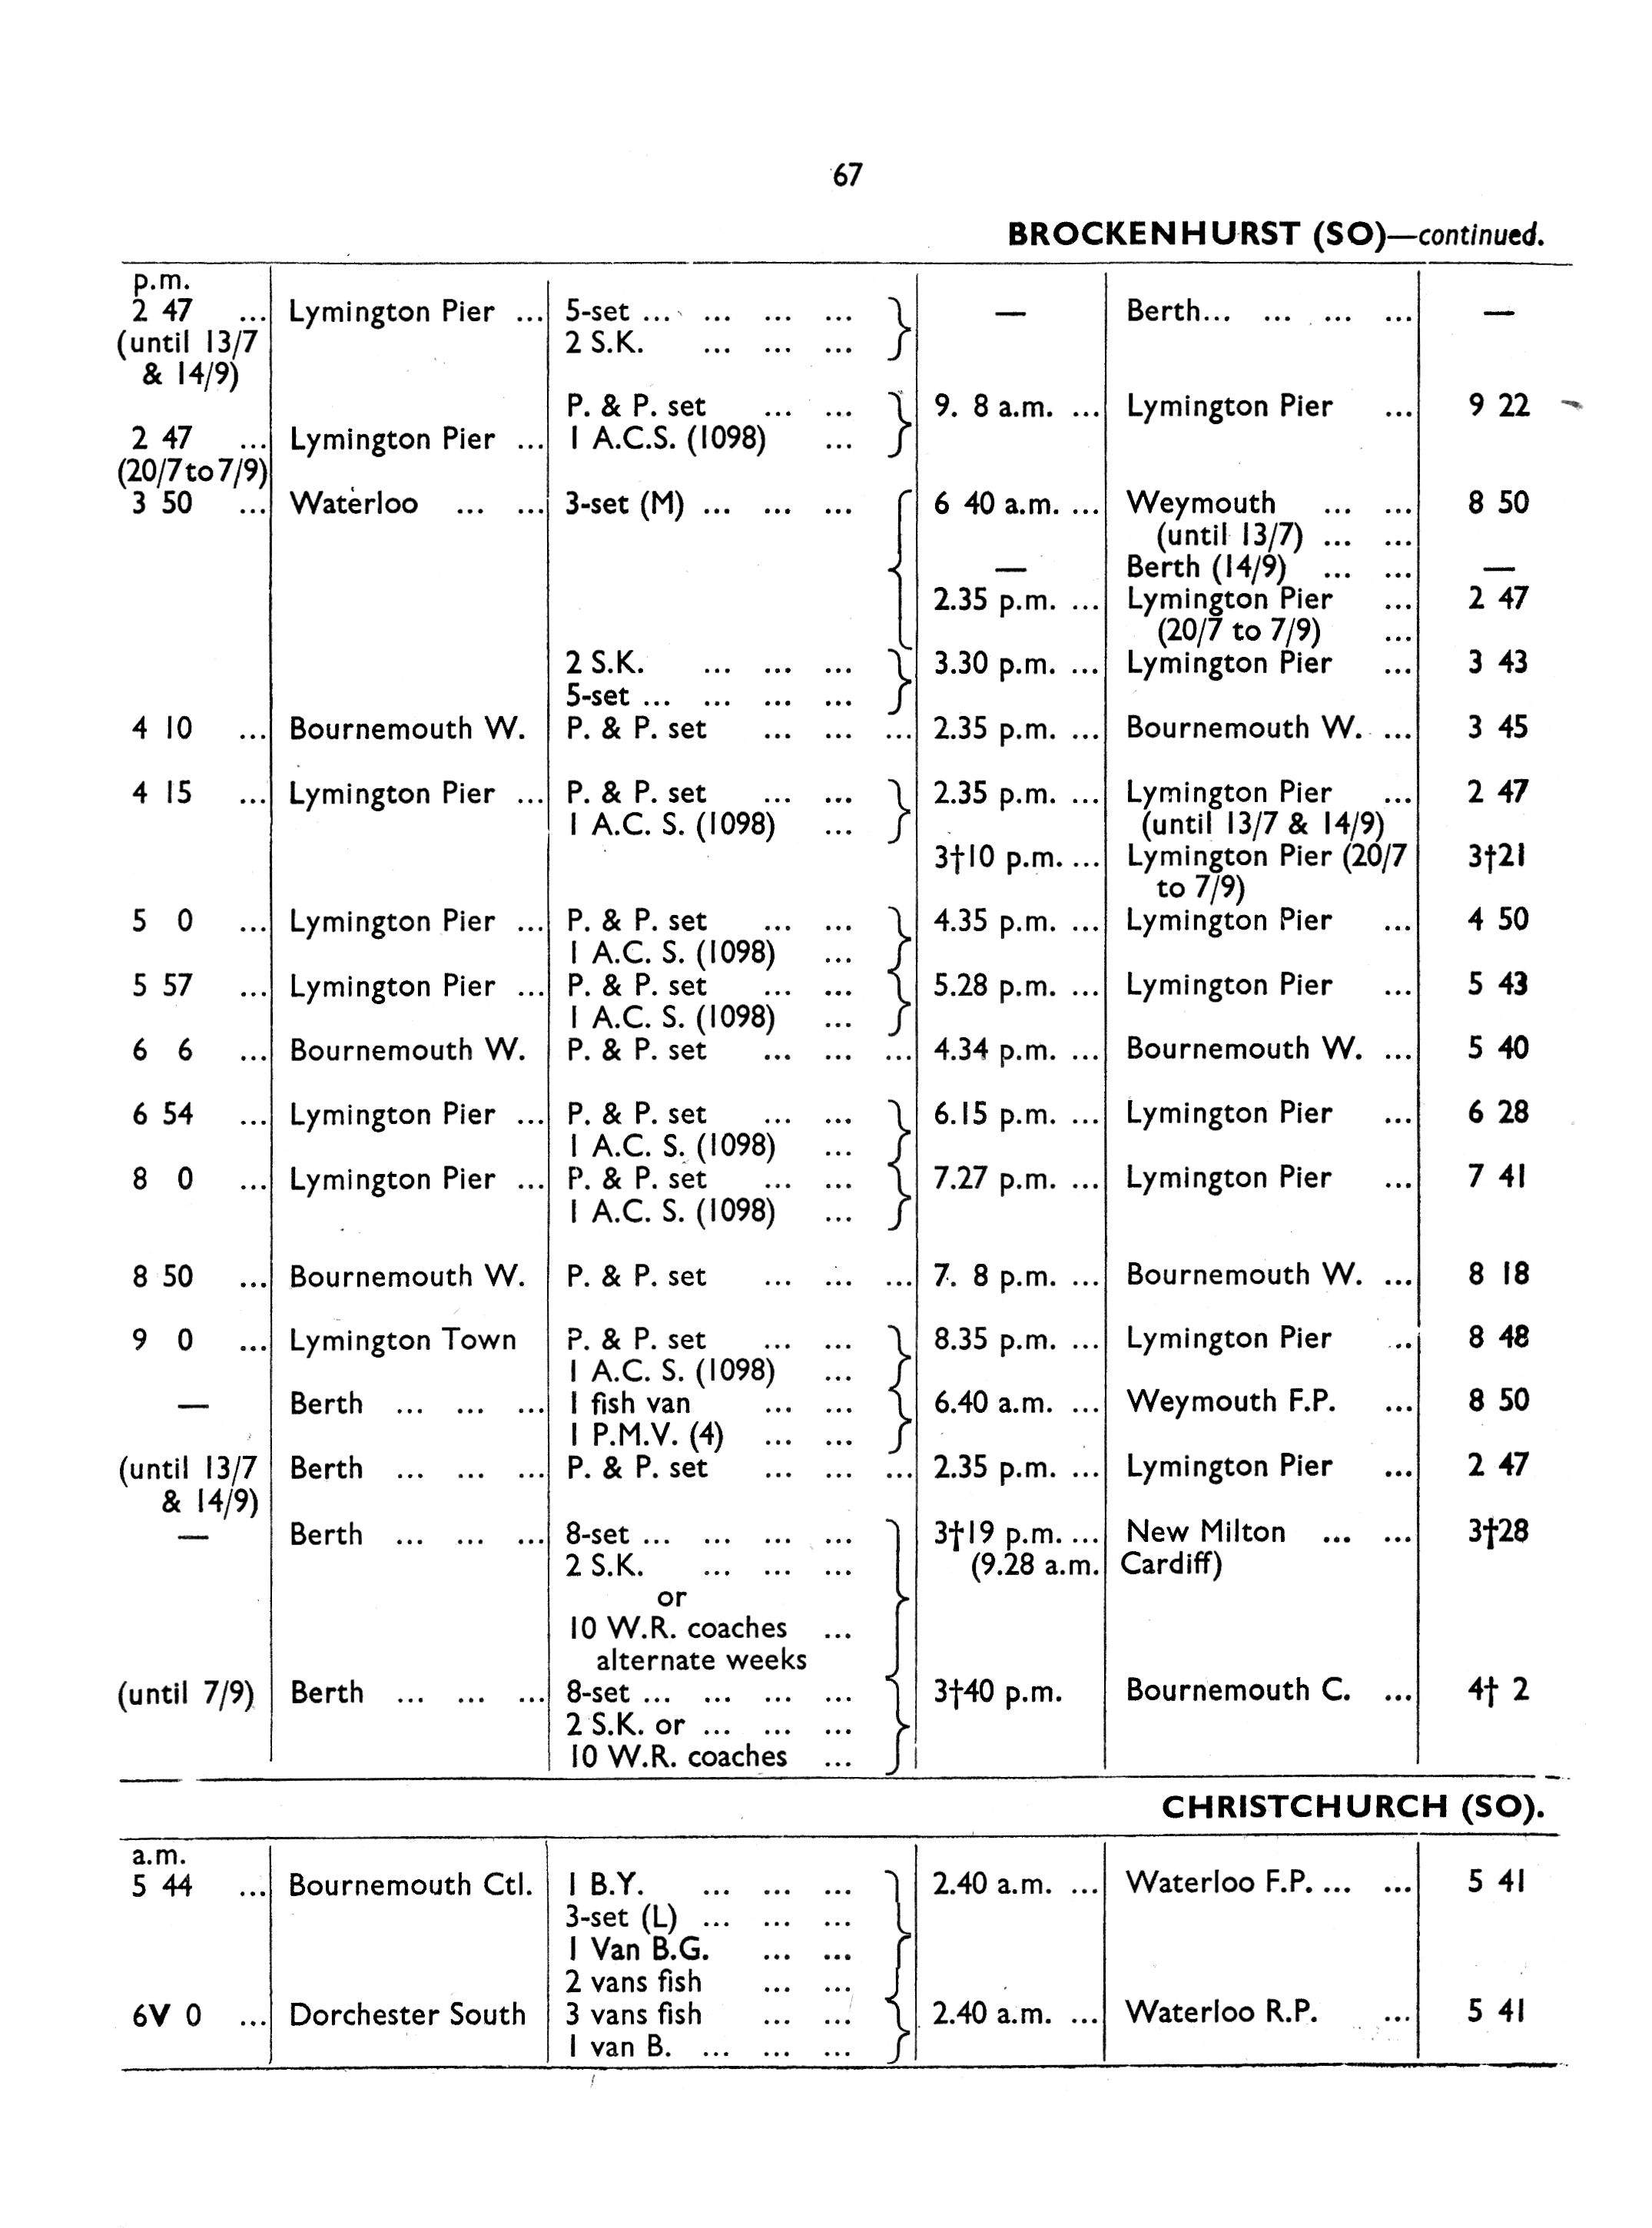 67
BROCKENHURST (SO)—continued.
p.m.
2 47 ... Lymington Pier ... 5-set ... ... ... ... } — Berth... ... ... ... —
(until 13/7 2 S.K. ... ... ...
& 14/9)
P. & P. set ... ... } 9. 8 a.m. ... Lymington Pier ... 9 22
2 47 ... Lymington Pier ... 1 A.C.S. (1098) ...
(20/7 to 7/9)
3 50 ... Waterloo ... ... 3-set (M) ... ... ... { 6 40 a.m. ... Weymouth ... ... 8 50
(until 13/7) ... ...
— Berth (14/9) ... ... —
2.35 p.m. ... Lymington Pier ... 2 47
(20/7 to 7/9) ...
2 S.K. ... ... ... } 3.30 p.m. ... Lymington Pier ... 3 43
5-set ... ... ... ...
4 10 ... Bournemouth W. P. & P. set ... ... ... 2.35 p.m. ... Bournemouth W. ... 3 45
4 15 ... Lymington Pier ... P. & P. set ... ... } 2.35 p.m. ... Lymington Pier ... 2 47
1 A.C. S. (1098) ... (until 13/7 & 14/9)
3†10 p.m. ... Lymington Pier (20/7 3†21
to 7/9)
5 0 ... Lymington Pier ... P. & P. set ... ... } 4.35 p.m. ... Lymington Pier ... 4 50
1 A.C. S. (1098) ...
5 57 ... Lymington Pier ... P. & P. set ... ... } 5.28 p.m. ... Lymington Pier ... 5 43
1 A.C. S. (1098) ...
6 6 ... Bournemouth W. P. & P. set ... ... ... 4.34 p.m. ... Bournemouth W. ... 5 40
6 54 ... Lymington Pier ... P. & P. set ... ... } 6.15 p.m. ... Lymington Pier ... 6 28
1 A.C. S. (1098) ...
8 0 ... Lymington Pier ... P. & P. set ... ... } 7.27 p.m. ... Lymington Pier ... 7 41
1 A.C. S. (1098) ...
8 50 ... Bournemouth W. P. & P. set ... ... ... 7. 8 p.m. ... Bournemouth W. ... 8 18
9 0 ... Lymington Town P. & P. set ... ... } 8.35 p.m. ... Lymington Pier ... 8 48
1 A.C. S. (1098) ...
— Berth ... ... ... 1 fish van ... ... } 6.40 a.m. ... Weymouth F.P. ... 8 50
1 P.M.V. (4) ... ...
(until 13/7 Berth ... ... ... P. & P. set ... ... ... 2.35 p.m. ... Lymington Pier ... 2 47
& 14/9)
— Berth ... ... ... 8-set ... ... ... ... } 3†19 p.m. ... New Milton ... ... 3†28
2 S.K. ... ... ... (9.28 a.m. Cardiff)
or
10 W.R. coaches ...
alternate weeks
(until 7/9) Berth ... ... ... 8-set ... ... ... ... } 3†40 p.m. Bournemouth C. ... 4† 2
2 S.K. or ... ... ...
10 W.R. coaches ...
CHRISTCHURCH (SO).
a.m.
5 44 ... Bournemouth Ctl. 1 B.Y. ... ... ... } 2.40 a.m. ... Waterloo F.P. ... ... 5 41
3-set (L) ... ... ...
1 Van B.G. ... ...
2 vans fish ... ...
6V 0 ... Dorchester South 3 vans fish ... ... } 2.40 a.m. ... Waterloo R.P. ... 5 41
1 van B. ... ... ...